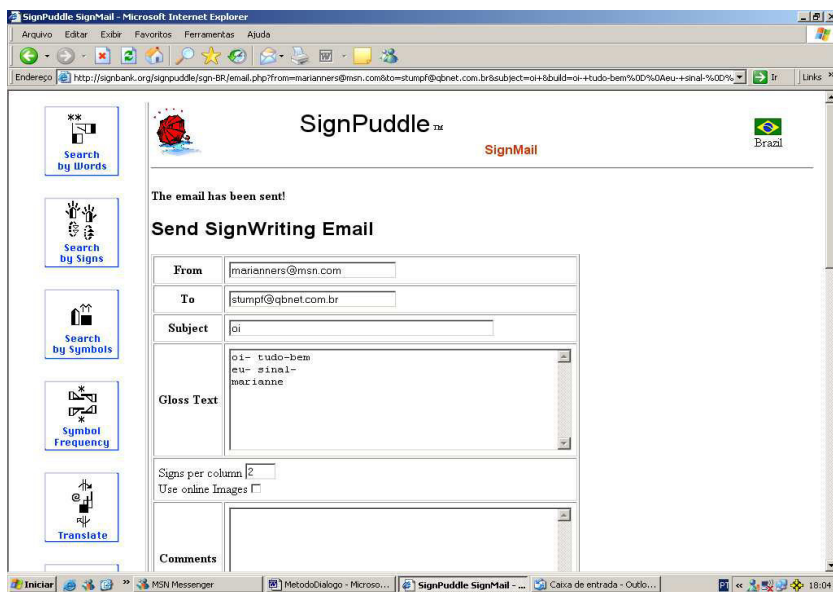 SignPuddle SignMail - Microsoft Internet Explorer
Arquivo Editar Exibir Favoritos Ferramentas Ajuda
Endereço http://signbank.org/signpuddle/sgn-BR/email.php?from=marianners@msn.com&to=stumpf@qbnet.com.br&subject=oi+&build=oi-+tudo-bem%0D%0Aeu-+sinal-%0D% Ir Links »
Search
by Words
Search
by Signs
Search
by Symbols
Symbol
Frequency
Translate
SignPuddle TM
SignMail
Brazil
The email has been sent!
Send SignWriting Email
From marianners@msn.com
To stumpf@qbnet.com.br
Subject oi
Gloss Text
oi- tudo-bem
eu- sinal-
marianne
Signs per column 2
Use online Images
Comments
Iniciar » MSN Messenger MetodoDialogo - Microso... SignPuddle SignMail - ... Caixa de entrada - Outlo... PT « 18:04